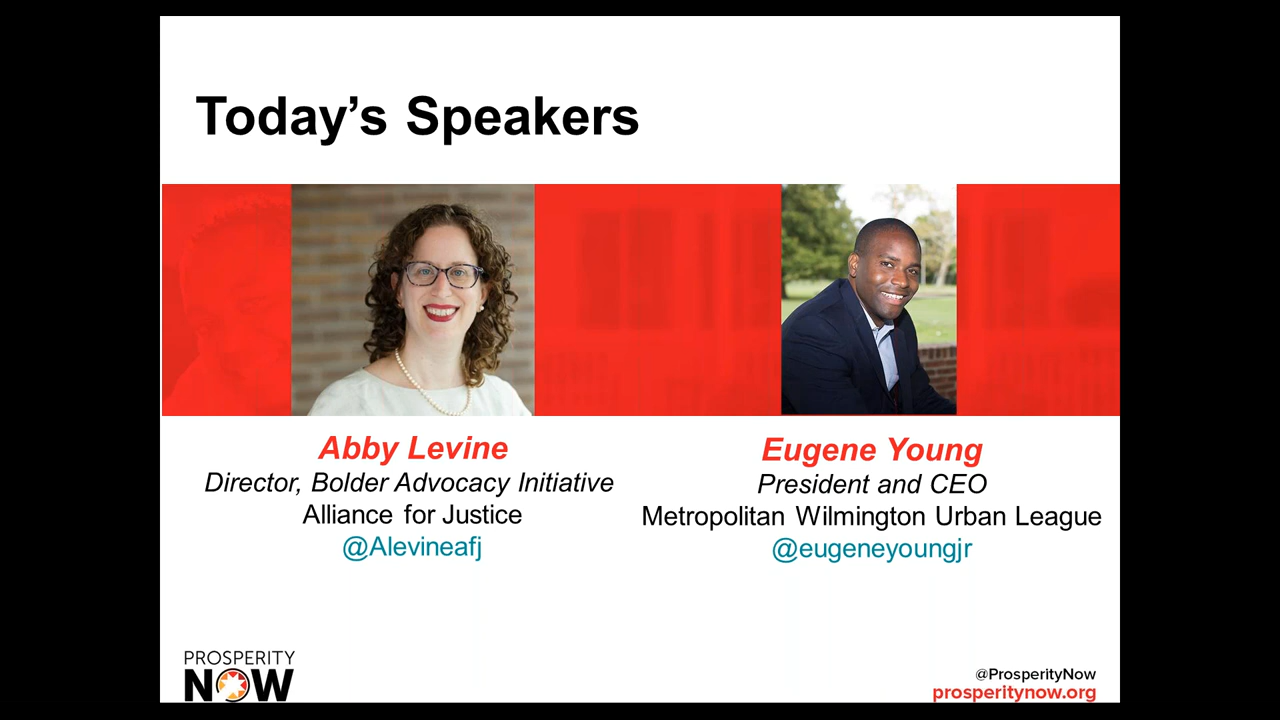 Today's Speakers
Abby Levine
Director, Bolder Advocacy Initiative
Alliance for Justice
@Alevineafj
Eugene Young
President and CEO
Metropolitan Wilmington Urban League
@eugeneyoungjr
PROSPERITY
NOW
@ProsperityNow
prosperitynow.org